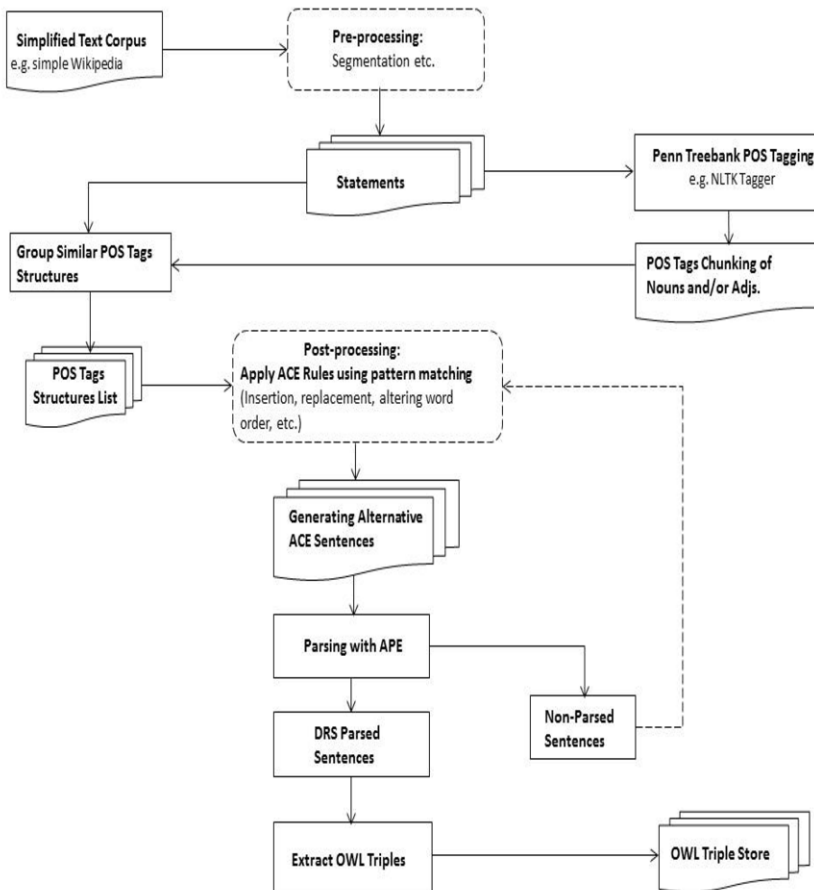 Simplified Text Corpus
e.g. simple Wikipedia
Pre-processing:
Segmentation etc.
Statements
Penn Treebank POS Tagging
e.g. NLTK Tagger
Group Similar POS Tags
Structures
POS Tags Chunking of
Nouns and/or Adjs.
POS Tags
Structures List
Post-processing:
Apply ACE Rules using pattern matching
(Insertion, replacement, altering word
order, etc.)
Generating Alternative
ACE Sentences
Parsing with APE
Non-Parsed
Sentences
DRS Parsed
Sentences
Extract OWL Triples
OWL Triple Store